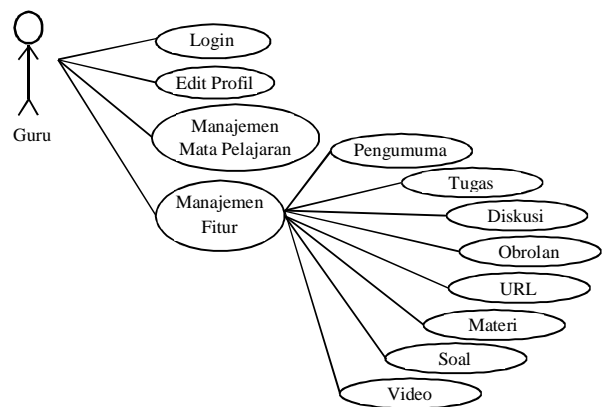 Login
Edit Profil
Guru
Manajemen
Mata Pelajaran
Pengumuma
Manajemen
Fitur
Tugas
Diskusi
Obrolan
URL
Materi
Soal
Video